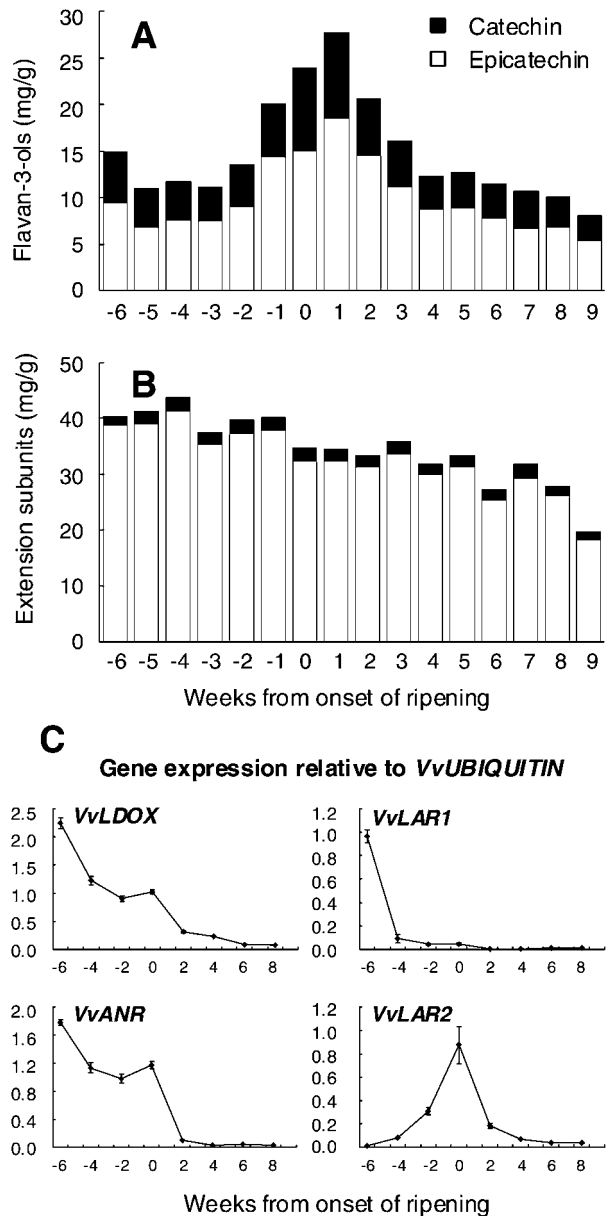 A
Catechin
Epicatechin
Flavan-3-ols (mg/g)
30
25
20
15
10
5
0
-6 -5 -4 -3 -2 -1 0 1 2 3 4 5 6 7 8 9
B
Extension subunits (mg/g)
50
40
30
20
10
0
-6 -5 -4 -3 -2 -1 0 1 2 3 4 5 6 7 8 9
Weeks from onset of ripening
C
Gene expression relative to VvUBIQUITIN
VvLDOX
2.5
2.0
1.5
1.0
0.5
0.0
-6 -4 -2 0 2 4 6 8
VvLAR1
1.2
1.0
0.8
0.6
0.4
0.2
0.0
-6 -4 -2 0 2 4 6 8
VvANR
2.0
1.6
1.2
0.8
0.4
0.0
-6 -4 -2 0 2 4 6 8
VvLAR2
1.2
1.0
0.8
0.6
0.4
0.2
0.0
-6 -4 -2 0 2 4 6 8
Weeks from onset of ripening